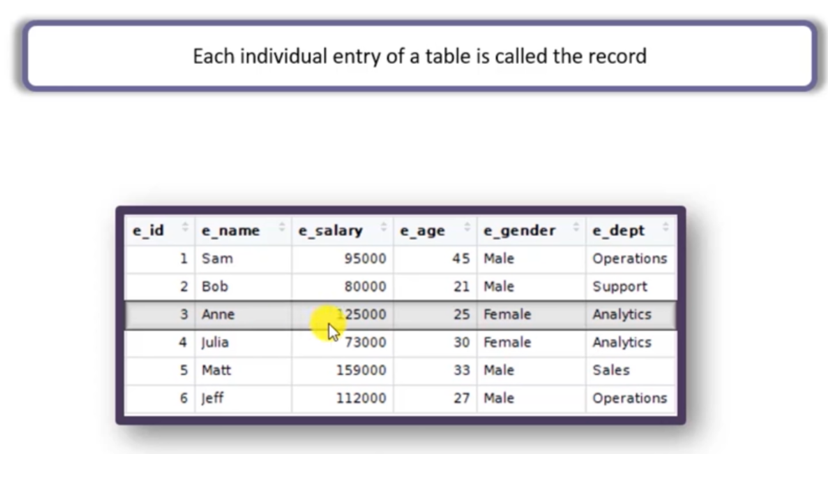 Each individual entry of a table is called the record
e_id e_name e_salary e_age e_gender e_dept
1 Sam 95000 45 Male Operations
2 Bob 80000 21 Male Support
3 Anne 125000 25 Female Analytics
4 Julia 73000 30 Female Analytics
5 Matt 159000 33 Male Sales
6 Jeff 112000 27 Male Operations